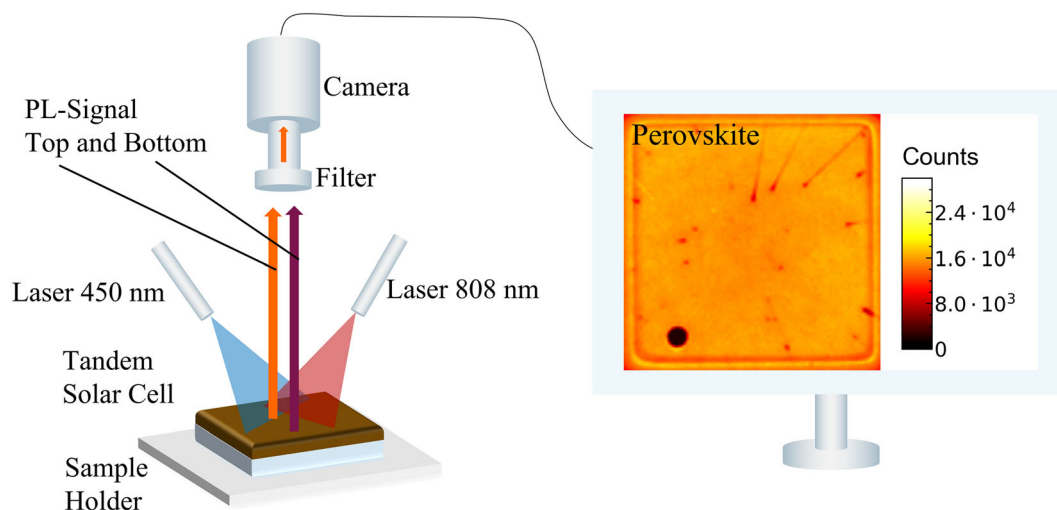 Camera
PL-Signal
Top and Bottom
Filter
Laser 450 nm
Laser 808 nm
Tandem
Solar Cell
Sample
Holder
Perovskite
Counts
2.4 · 10⁴
1.6 · 10⁴
8.0 · 10³
0